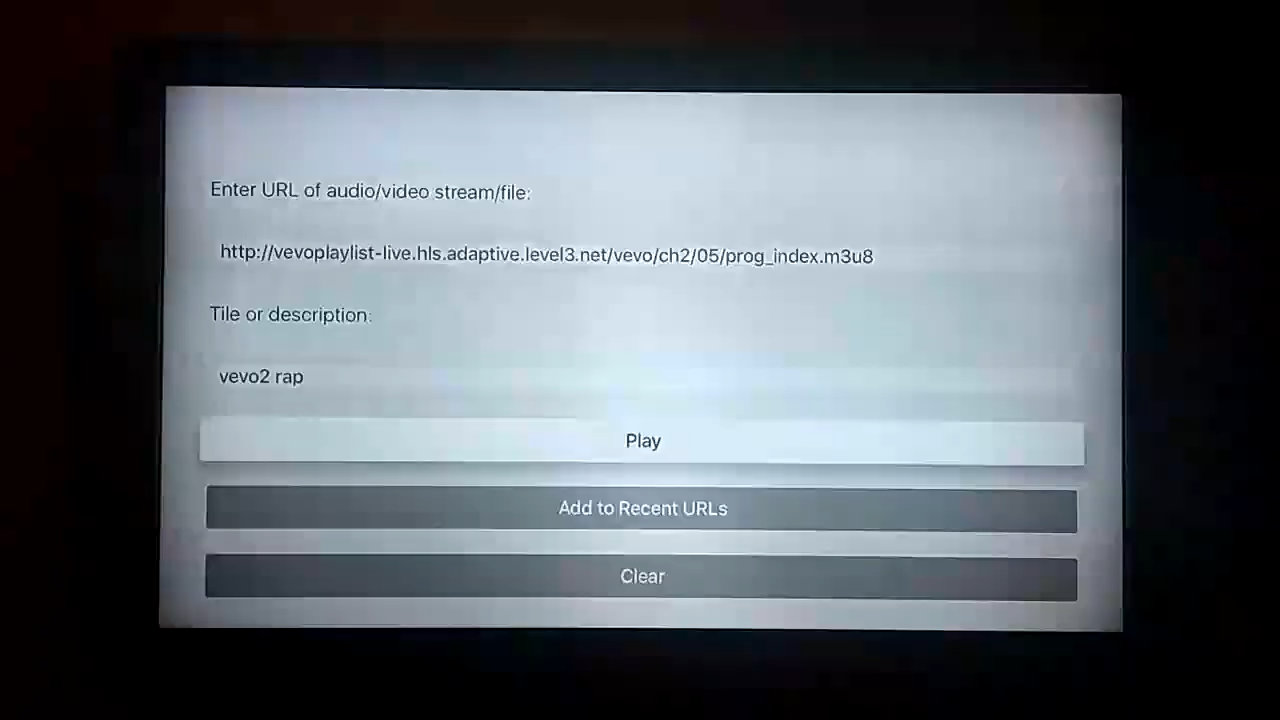 Enter URL of audio/video stream/file:
http://vevoplaylist-live.hls.adaptive.level3.net/vevo/ch2/05/prog_index.m3u8
Tile or description:
vevo2 rap
Play
Add to Recent URLs
Clear